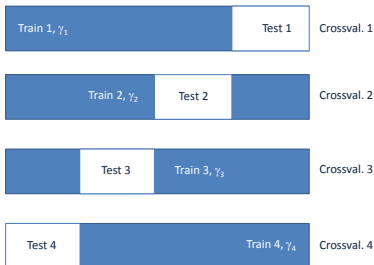 Train 1, γ1 Test 1 Crossval. 1
Train 2, γ2 Test 2 Crossval. 2
Test 3 Train 3, γ3 Crossval. 3
Test 4 Train 4, γ4 Crossval. 4